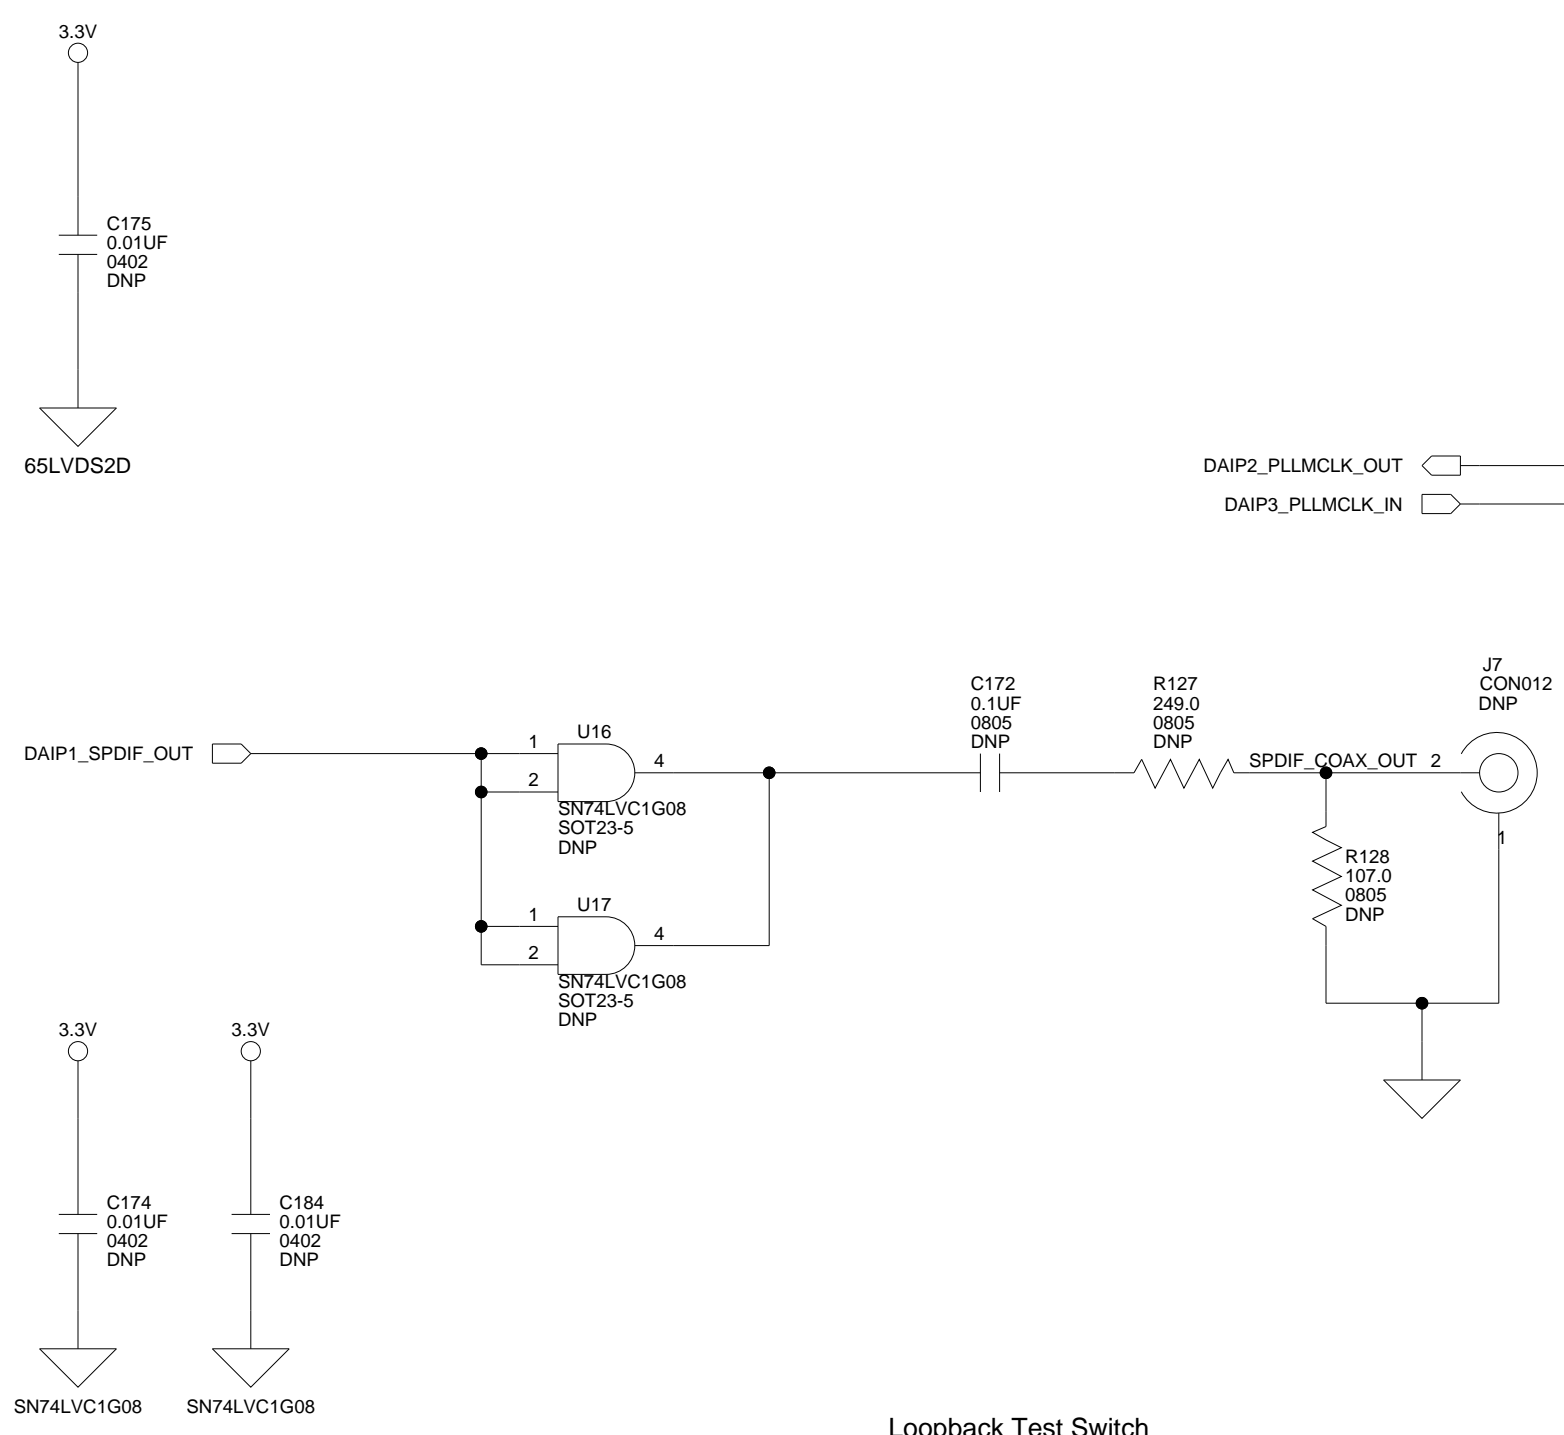 3.3V
C175
0.01UF
0402
DNP
65LVDS2D
DAIP2_PLLMCLK_OUT
DAIP3_PLLMCLK_IN
DAIP1_SPDIF_OUT
1
2
U16
4
SN74LVC1G08
SOT23-5
DNP
1
2
U17
4
SN74LVC1G08
SOT23-5
DNP
C172
0.1UF
0805
DNP
R127
249.0
0805
DNP
SPDIF_COAX_OUT
2
J7
CON012
DNP
1
R128
107.0
0805
DNP
3.3V
C174
0.01UF
0402
DNP
SN74LVC1G08
3.3V
C184
0.01UF
0402
DNP
SN74LVC1G08
Loopback Test Switch